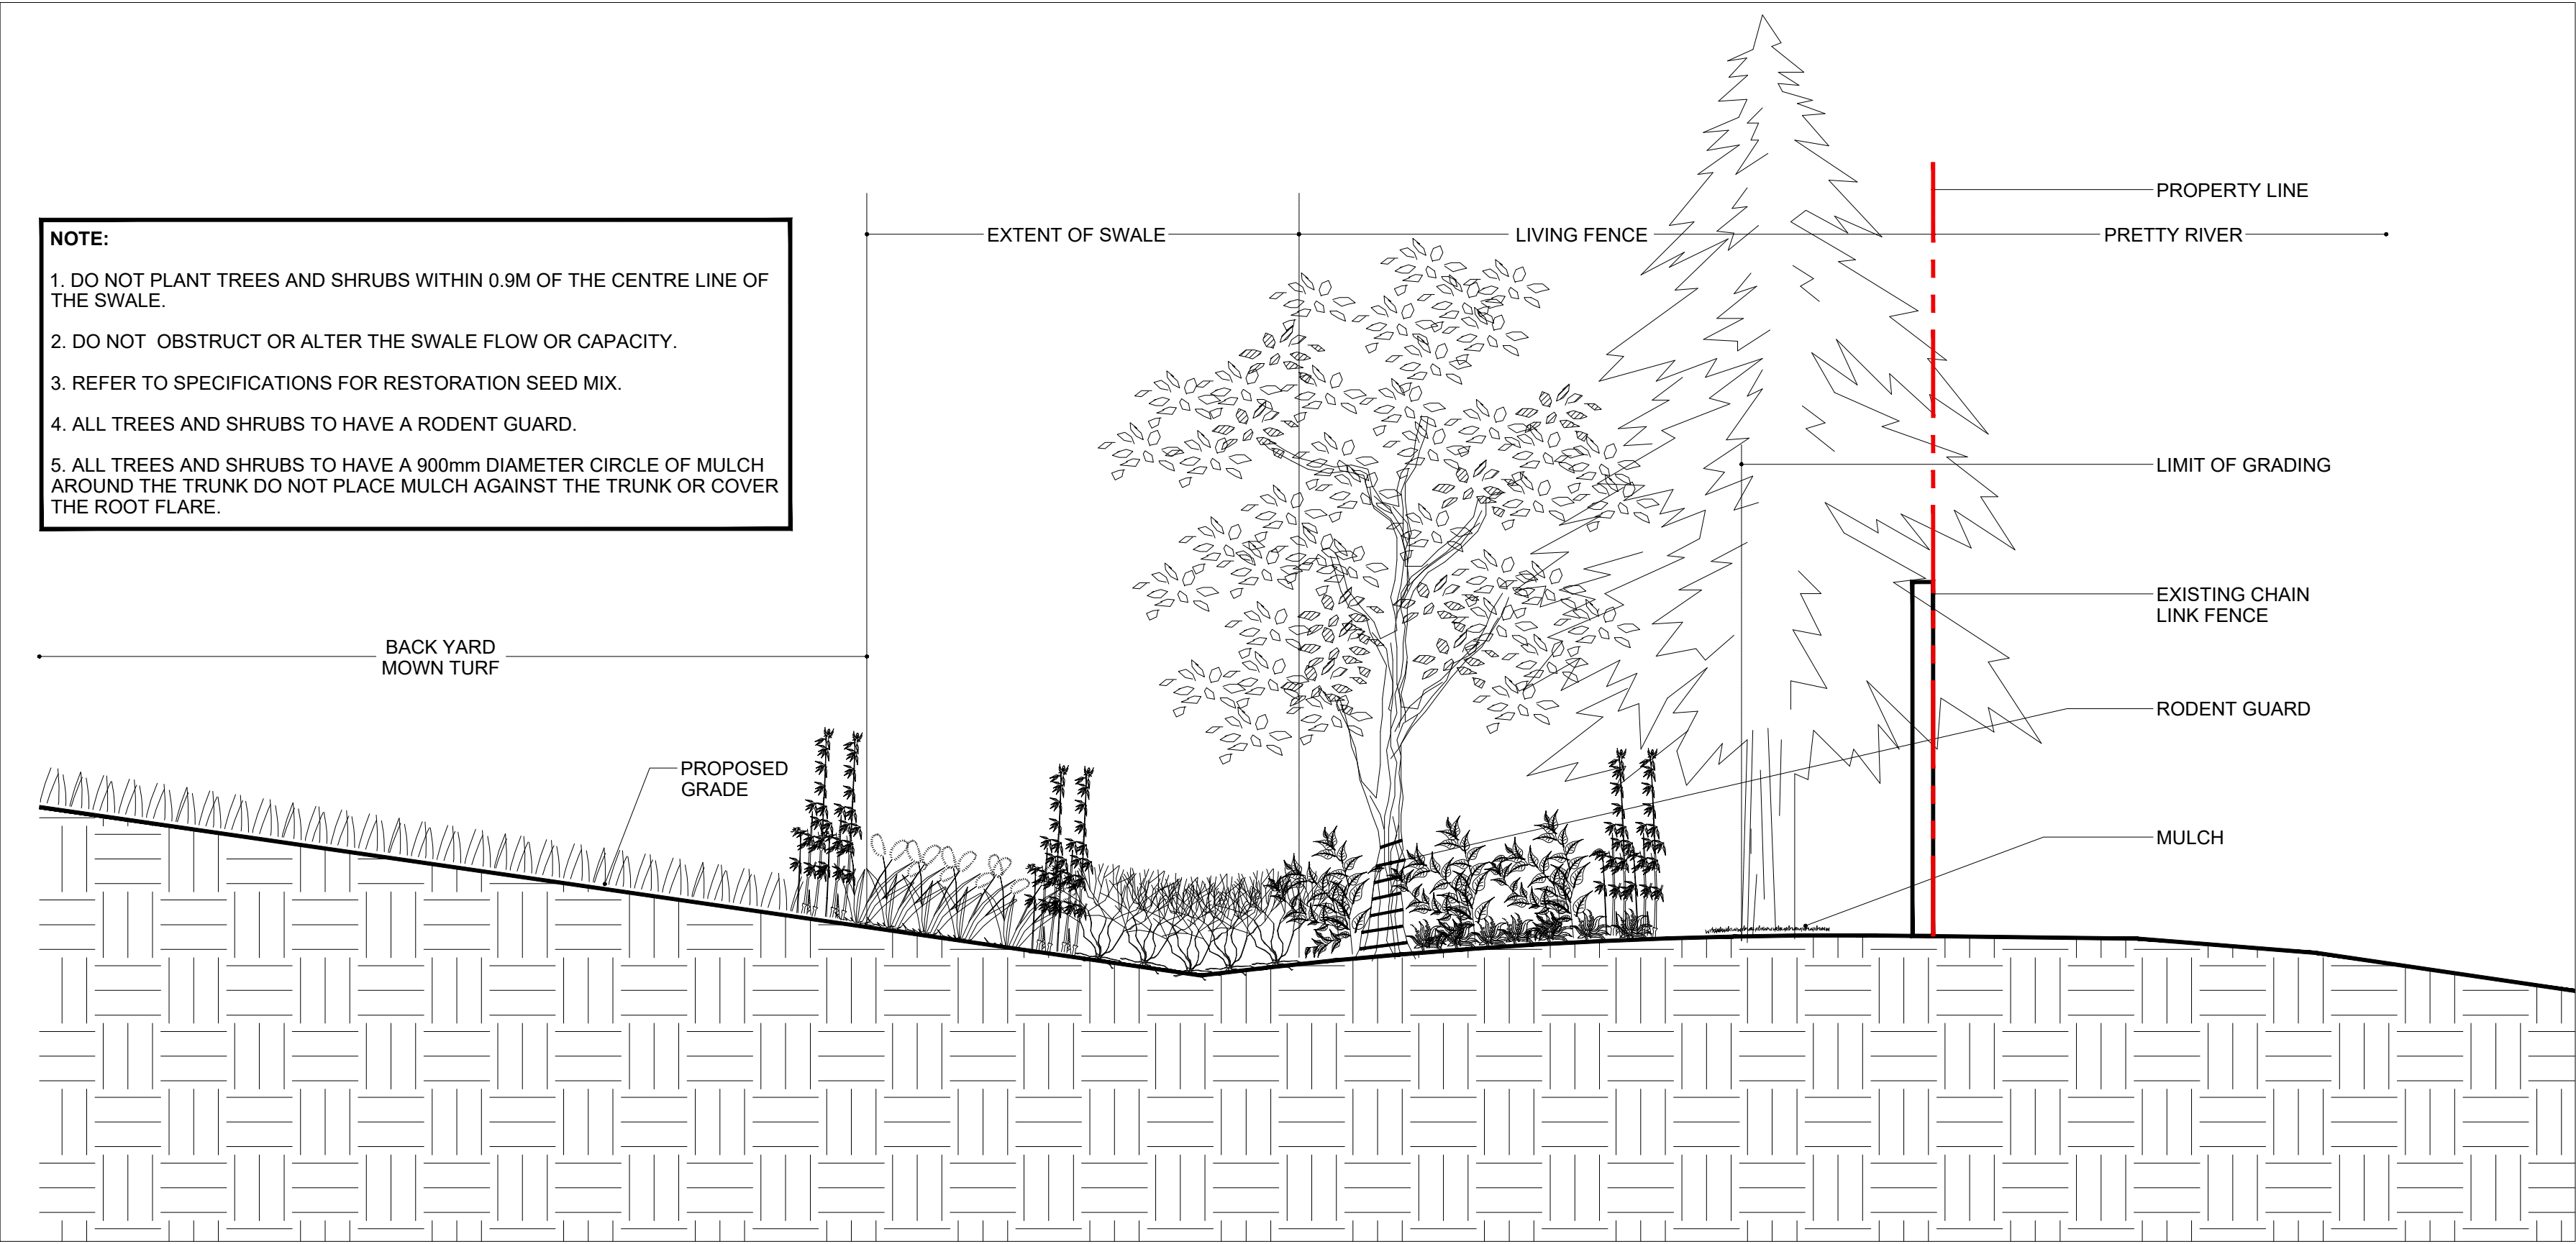 NOTE:
1. DO NOT PLANT TREES AND SHRUBS WITHIN 0.9M OF THE CENTRE LINE OF
THE SWALE.
2. DO NOT  OBSTRUCT OR ALTER THE SWALE FLOW OR CAPACITY.
3. REFER TO SPECIFICATIONS FOR RESTORATION SEED MIX.
4. ALL TREES AND SHRUBS TO HAVE A RODENT GUARD.
5. ALL TREES AND SHRUBS TO HAVE A 900mm DIAMETER CIRCLE OF MULCH
AROUND THE TRUNK DO NOT PLACE MULCH AGAINST THE TRUNK OR COVER
THE ROOT FLARE.
BACK YARD
MOWN TURF
PROPOSED
GRADE
EXTENT OF SWALE
LIVING FENCE
PROPERTY LINE
PRETTY RIVER
LIMIT OF GRADING
EXISTING CHAIN
LINK FENCE
RODENT GUARD
MULCH